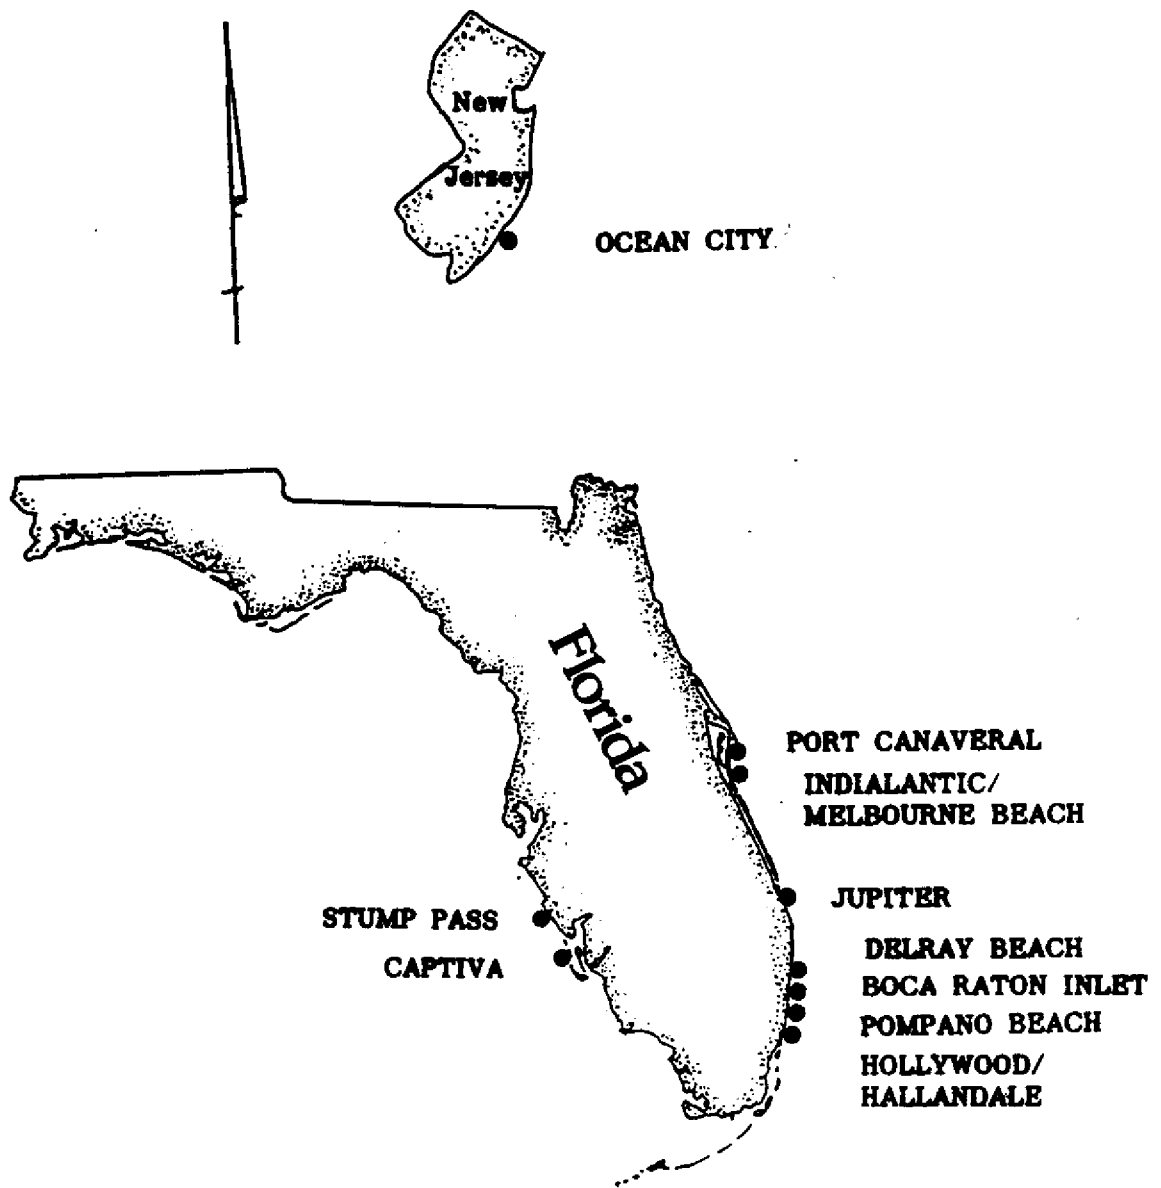 New
Jersey
OCEAN CITY
Florida
PORT CANAVERAL
INDIALANTIC/
MELBOURNE BEACH
JUPITER
STUMP PASS
CAPTIVA
DELRAY BEACH
BOCA RATON INLET
POMPANO BEACH
HOLLYWOOD/
HALLANDALE